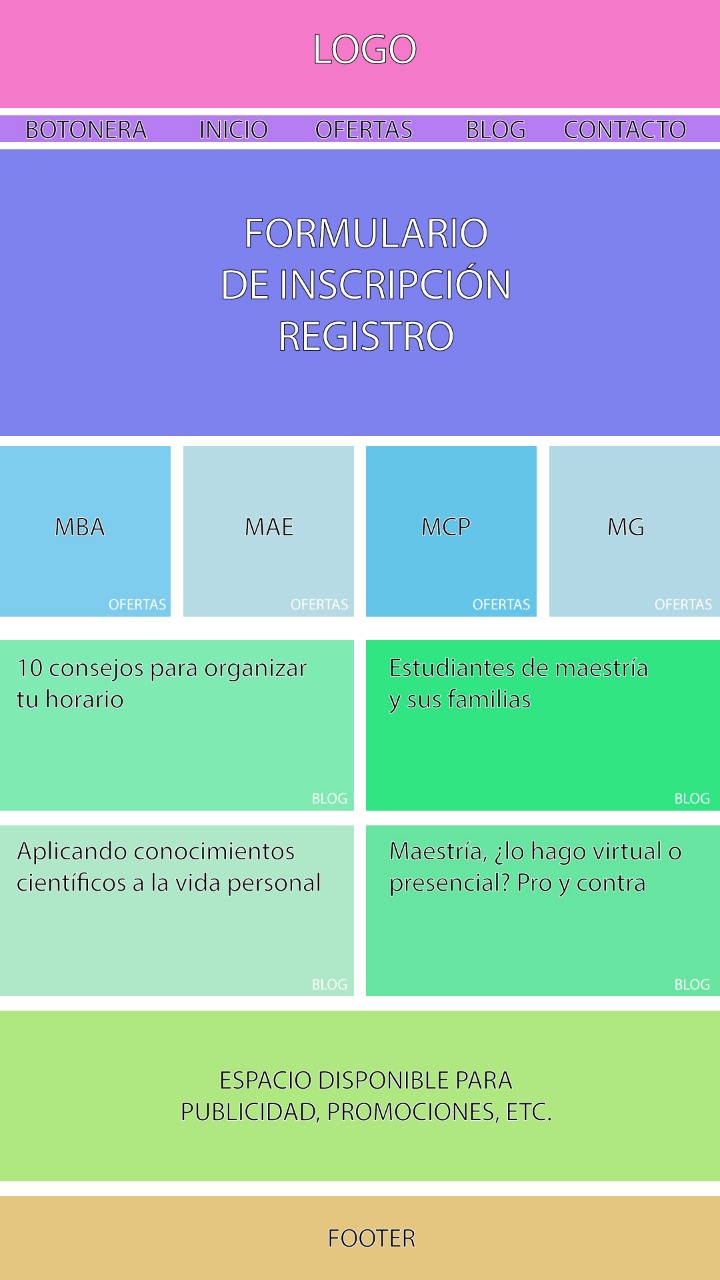 LOGO
BOTONERA INICIO OFERTAS BLOG CONTACTO
FORMULARIO
DE INSCRIPCIÓN
REGISTRO
MBA
OFERTAS
MAE
OFERTAS
MCP
OFERTAS
MG
OFERTAS
10 consejos para organizar
tu horario
BLOG
Estudiantes de maestría
y sus familias
BLOG
Aplicando conocimientos
científicos a la vida personal
BLOG
Maestría, ¿lo hago virtual o
presencial? Pro y contra
BLOG
ESPACIO DISPONIBLE PARA
PUBLICIDAD, PROMOCIONES, ETC.
FOOTER